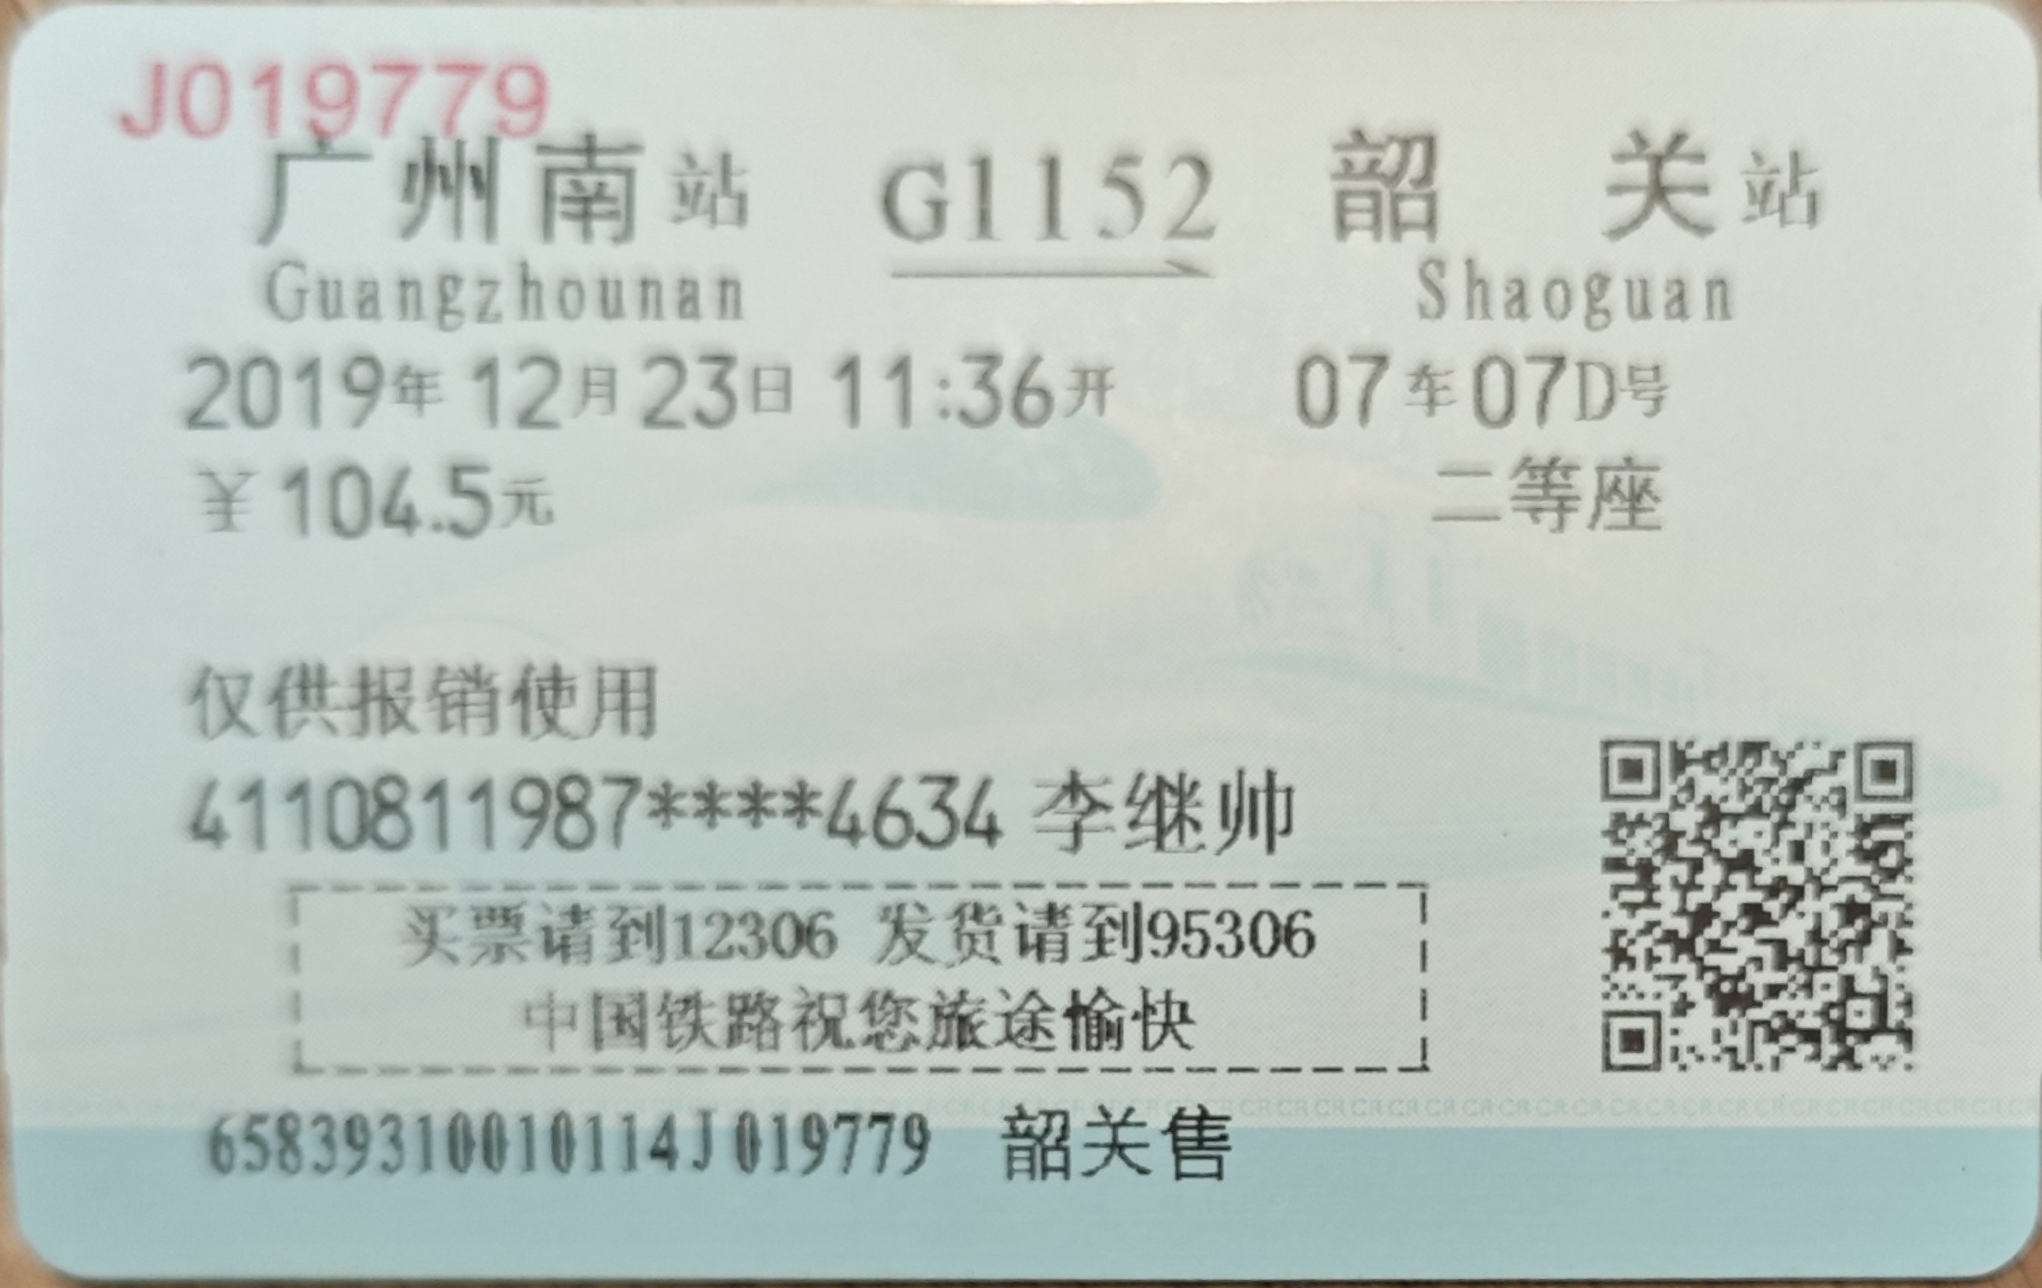 J019779
广州南站 G1152 韶关站
Guangzhounan Shaoguan
2019年12月23日 11:36开 07车07D号
￥104.5元 二等座
仅供报销使用
4110811987****4634 李继帅
买票请到12306 发货请到95306
中国铁路祝您旅途愉快
65839310010114J019779 韶关售